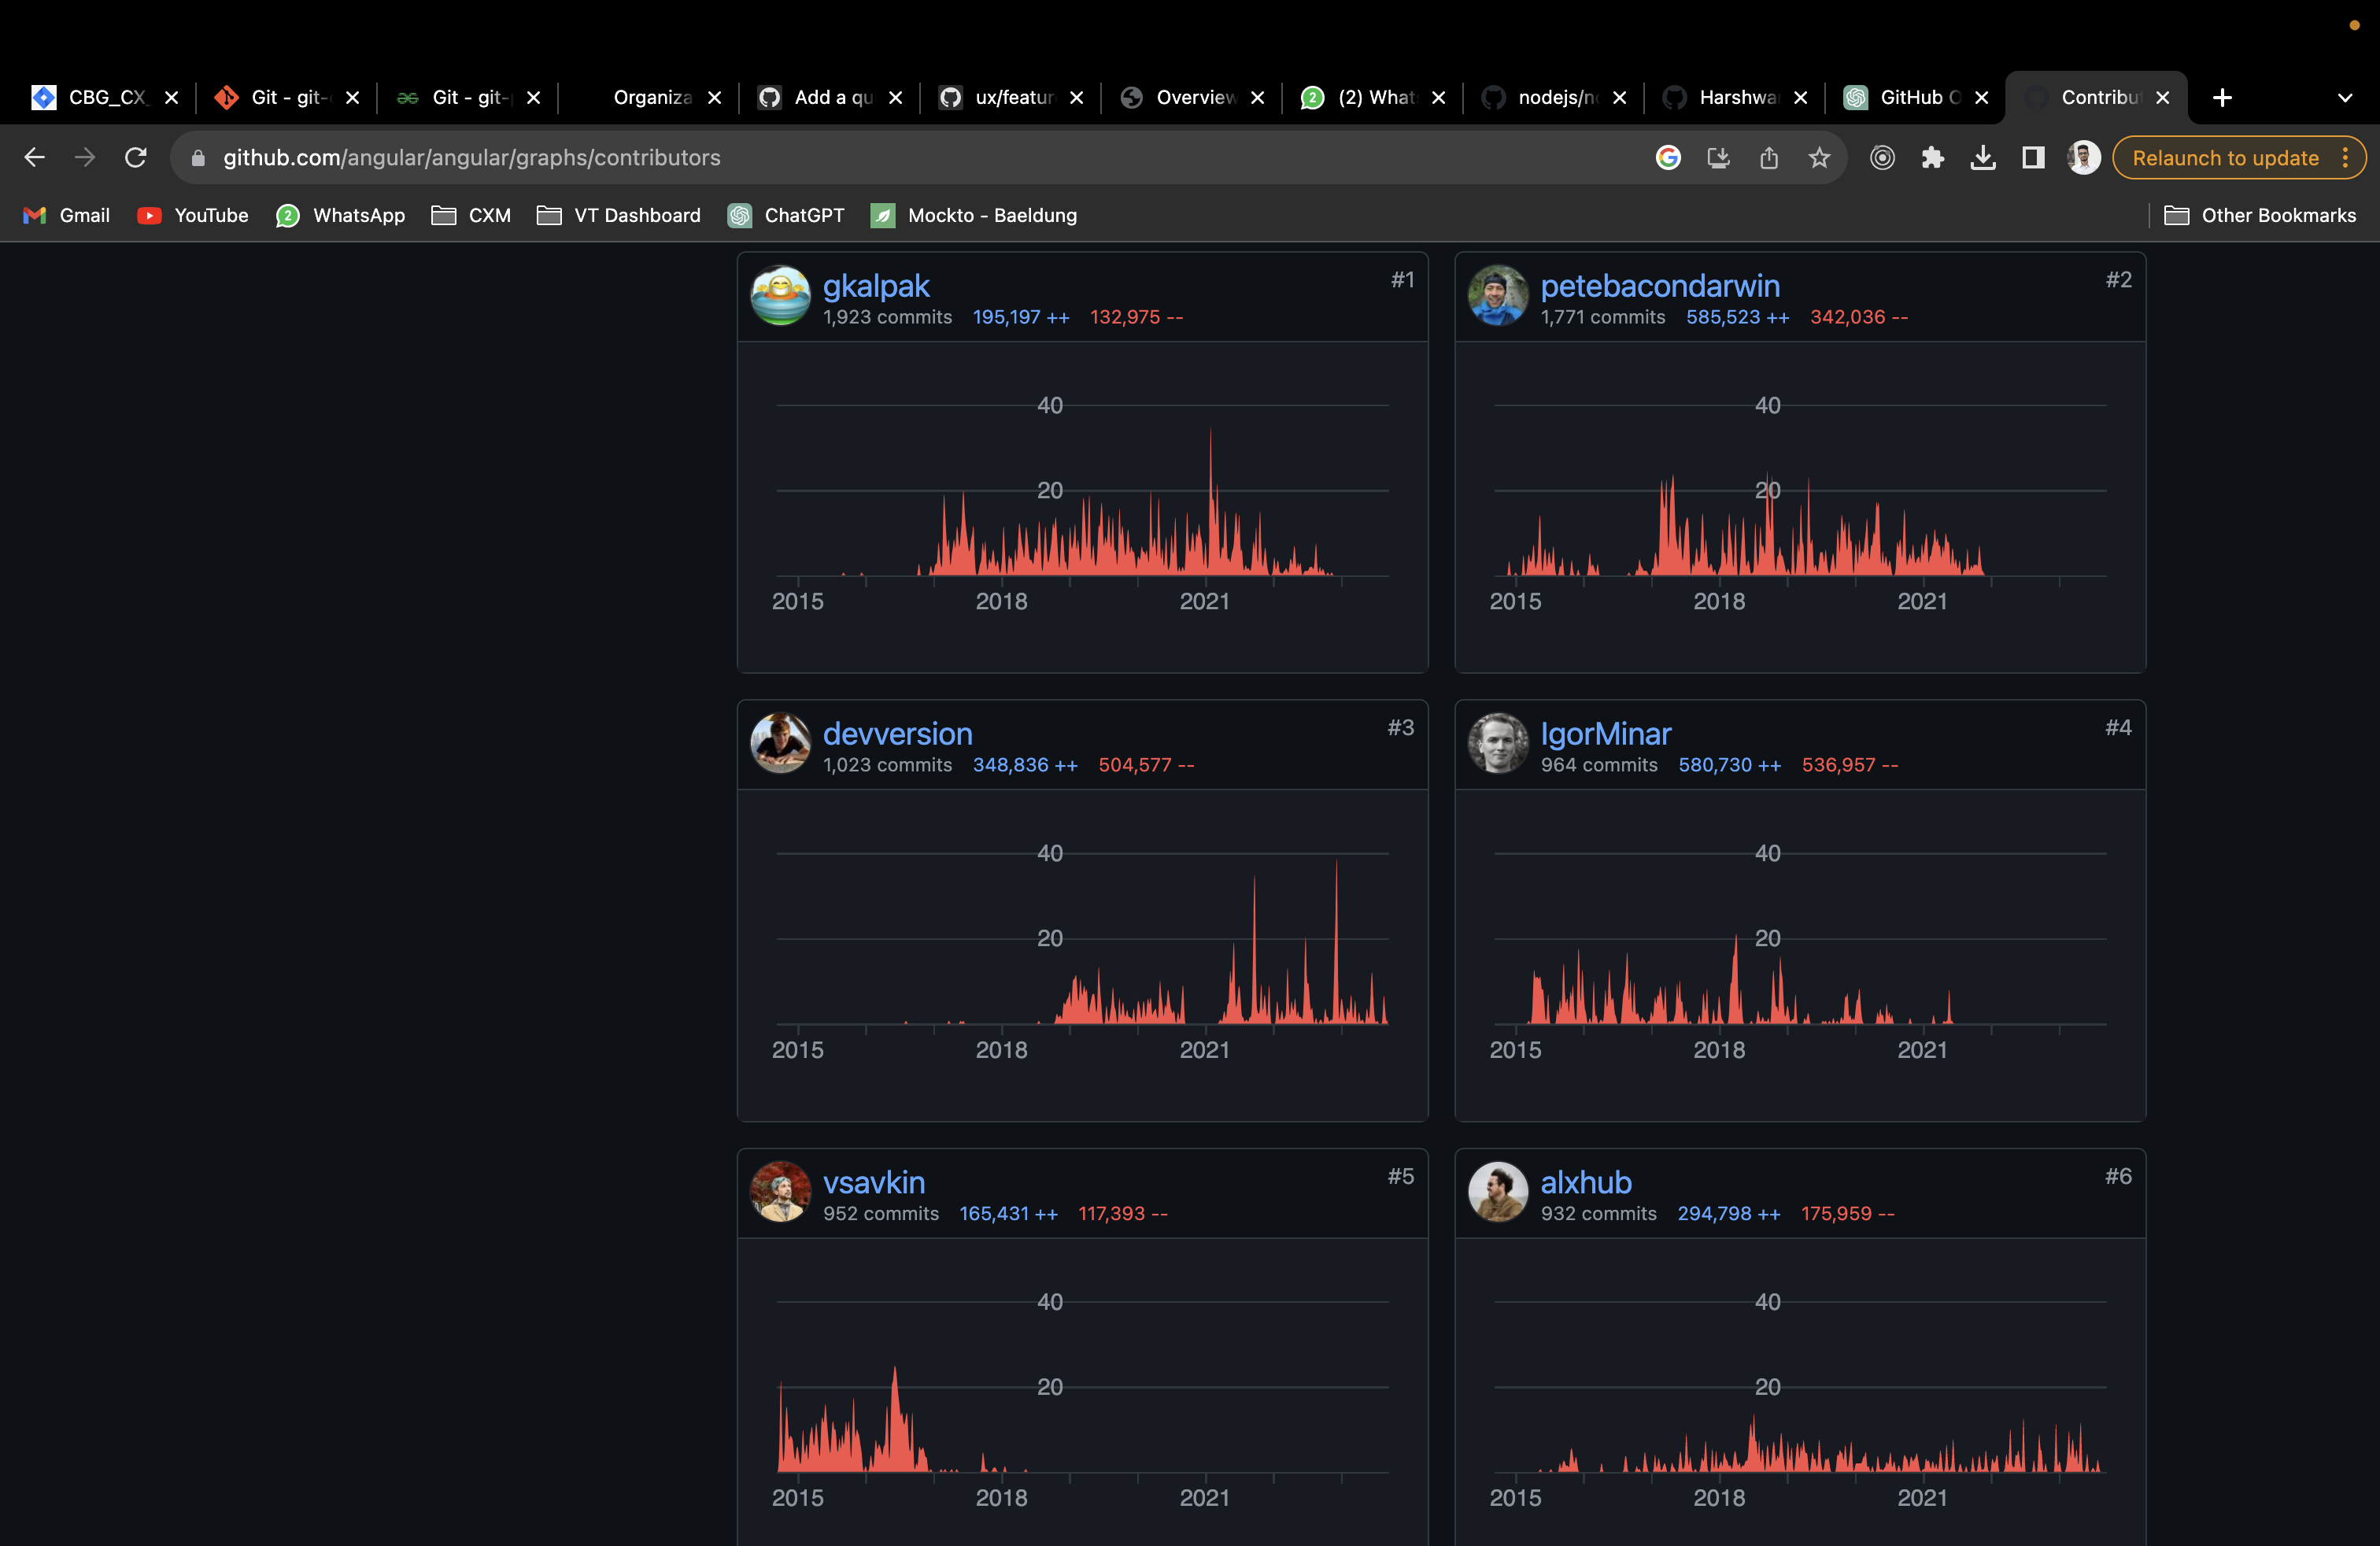 CBG_CX_
Git - git-
Git - git-
Organiza
Add a qu
ux/featur
Overview
2 (2) What
nodejs/n
Harshwa
GitHub O
Contribu
github.com/angular/angular/graphs/contributors
Relaunch to update
Gmail
YouTube
2 WhatsApp
CXM
VT Dashboard
ChatGPT
Mockto - Baeldung
Other Bookmarks
gkalpak #1
1,923 commits 195,197 ++ 132,975 --
40
20
2015 2018 2021
petebacondarwin #2
1,771 commits 585,523 ++ 342,036 --
40
20
2015 2018 2021
devversion #3
1,023 commits 348,836 ++ 504,577 --
40
20
2015 2018 2021
IgorMinar #4
964 commits 580,730 ++ 536,957 --
40
20
2015 2018 2021
vsavkin #5
952 commits 165,431 ++ 117,393 --
40
20
2015 2018 2021
alxhub #6
932 commits 294,798 ++ 175,959 --
40
20
2015 2018 2021